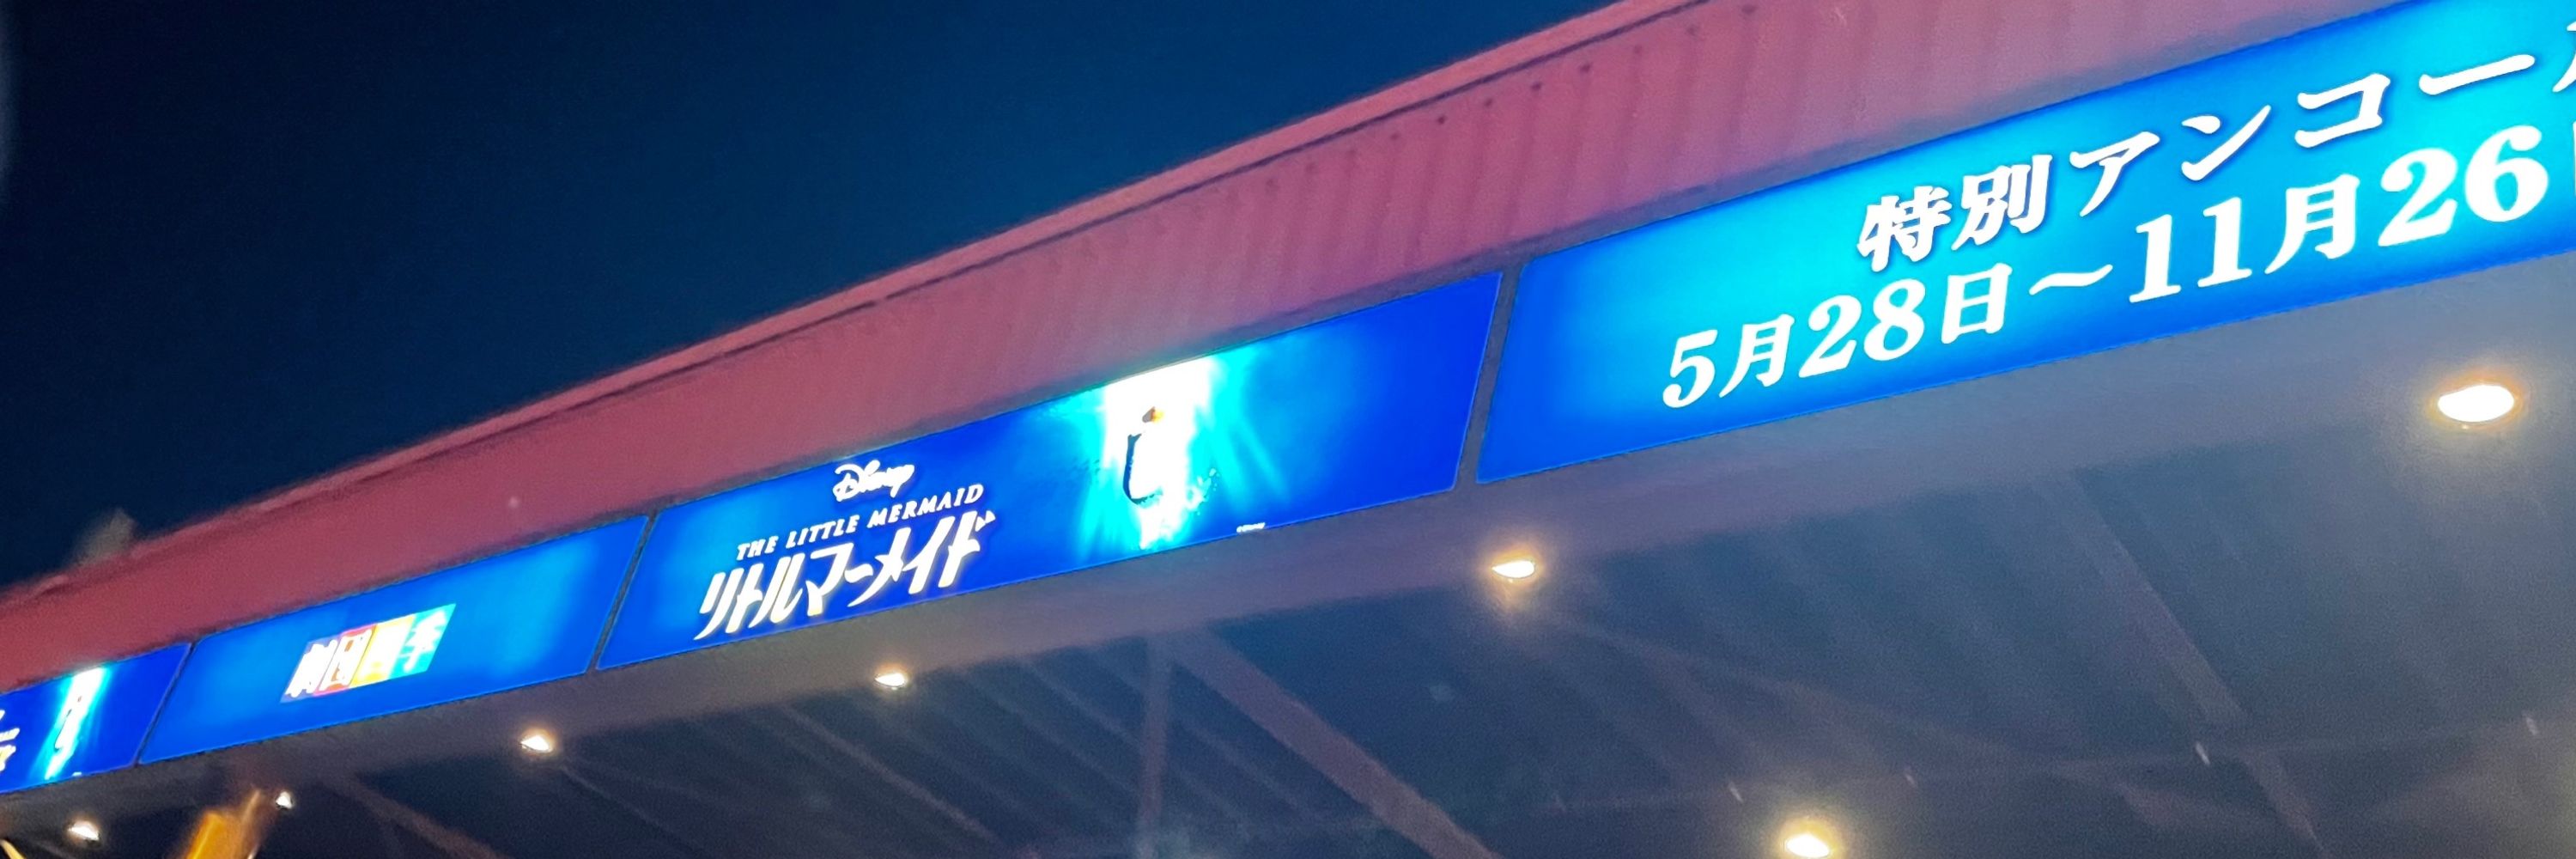 劇団四季
Disney
THE LITTLE MERMAID
リトルマーメイド
特別アンコー
5月28日〜11月26